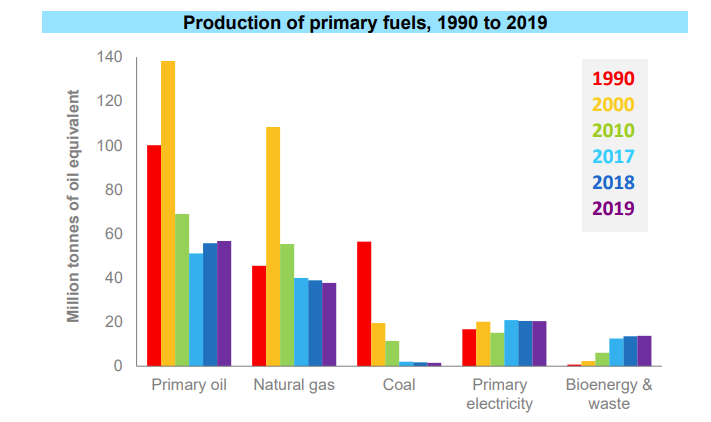 Production of primary fuels, 1990 to 2019
Million tonnes of oil equivalent
140
120
100
80
60
40
20
0
1990
2000
2010
2017
2018
2019
Primary oil
Natural gas
Coal
Primary
electricity
Bioenergy &
waste